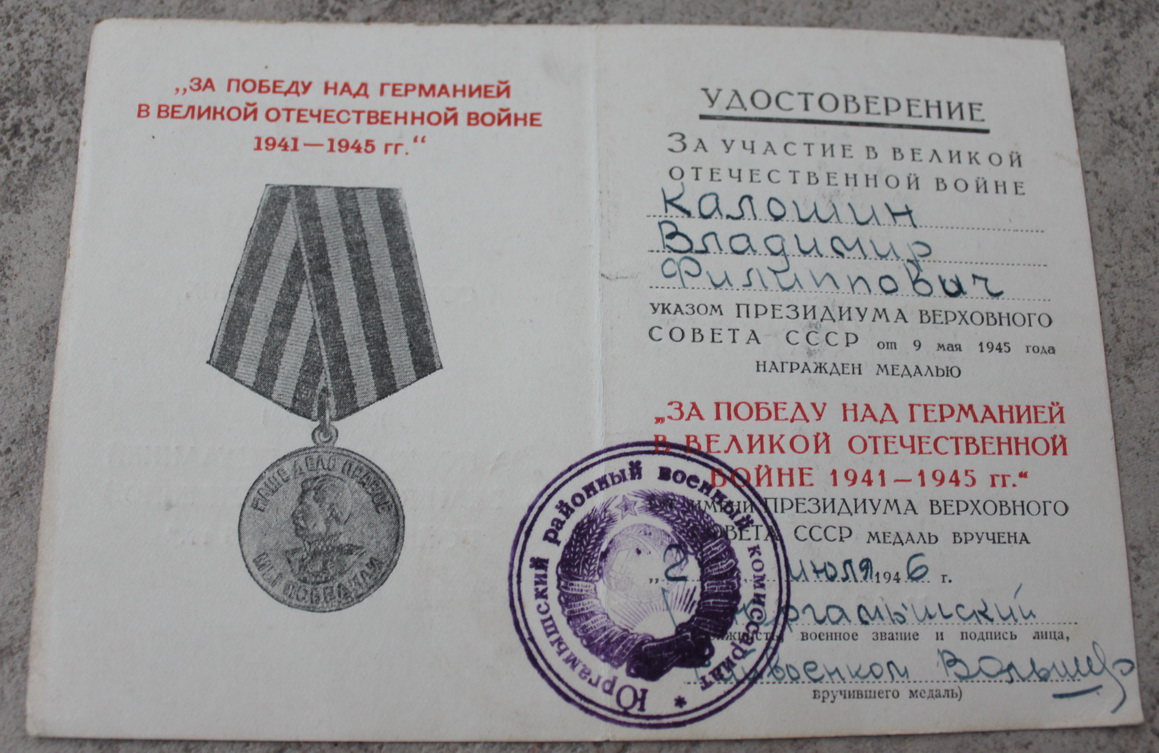 „ЗА ПОБЕДУ НАД ГЕРМАНИЕЙ
В ВЕЛИКОЙ ОТЕЧЕСТВЕННОЙ ВОЙНЕ
1941—1945 гг.“
НАШЕ ДЕЛО ПРАВОЕ
МЫ ПОБЕДИЛИ
УДОСТОВЕРЕНИЕ
ЗА УЧАСТИЕ В ВЕЛИКОЙ
ОТЕЧЕСТВЕННОЙ ВОЙНЕ
Калошин
Владимир
Филиппович
УКАЗОМ ПРЕЗИДИУМА ВЕРХОВНОГО
СОВЕТА СССР от 9 мая 1945 года
НАГРАЖДЕН МЕДАЛЬЮ
„ЗА ПОБЕДУ НАД ГЕРМАНИЕЙ
В ВЕЛИКОЙ ОТЕЧЕСТВЕННОЙ
ВОЙНЕ 1941—1945 гг.“
ИМЕНИ ПРЕЗИДИУМА ВЕРХОВНОГО
СОВЕТА СССР МЕДАЛЬ ВРУЧЕНА
июля 1946 г.
Юргамышский
военное звание и подпись лица,
Райвоенком
вручившего медаль)
Юргамышский районный военный комиссариат *